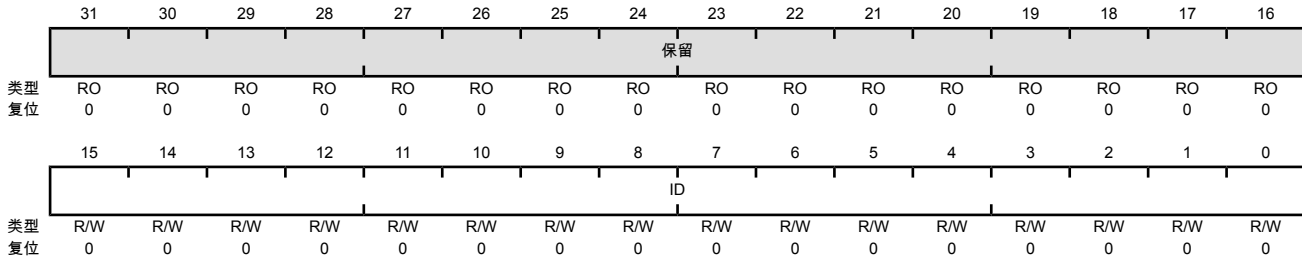 31 30 29 28 27 26 25 24 23 22 21 20 19 18 17 16
保留
类型 RO RO RO RO RO RO RO RO RO RO RO RO RO RO RO RO
复位 0 0 0 0 0 0 0 0 0 0 0 0 0 0 0 0
15 14 13 12 11 10 9 8 7 6 5 4 3 2 1 0
ID
类型 R/W R/W R/W R/W R/W R/W R/W R/W R/W R/W R/W R/W R/W R/W R/W R/W
复位 0 0 0 0 0 0 0 0 0 0 0 0 0 0 0 0